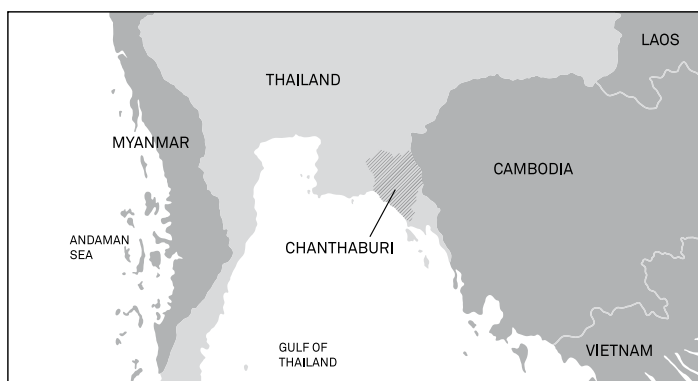 LAOS
THAILAND
MYANMAR
CAMBODIA
ANDAMAN
SEA
CHANTHABURI
GULF OF
THAILAND
VIETNAM